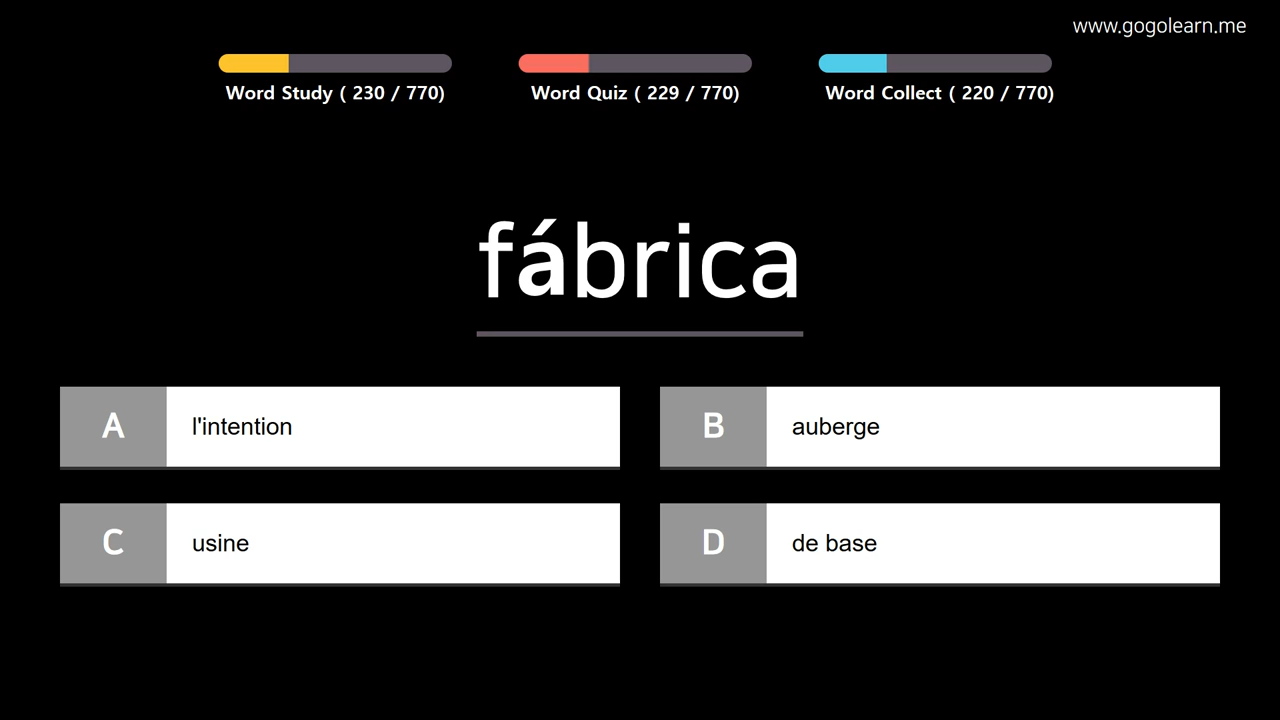 www.gogolearn.me
Word Study ( 230 / 770)
Word Quiz ( 229 / 770)
Word Collect ( 220 / 770)
fábrica
A
l'intention
B
auberge
C
usine
D
de base